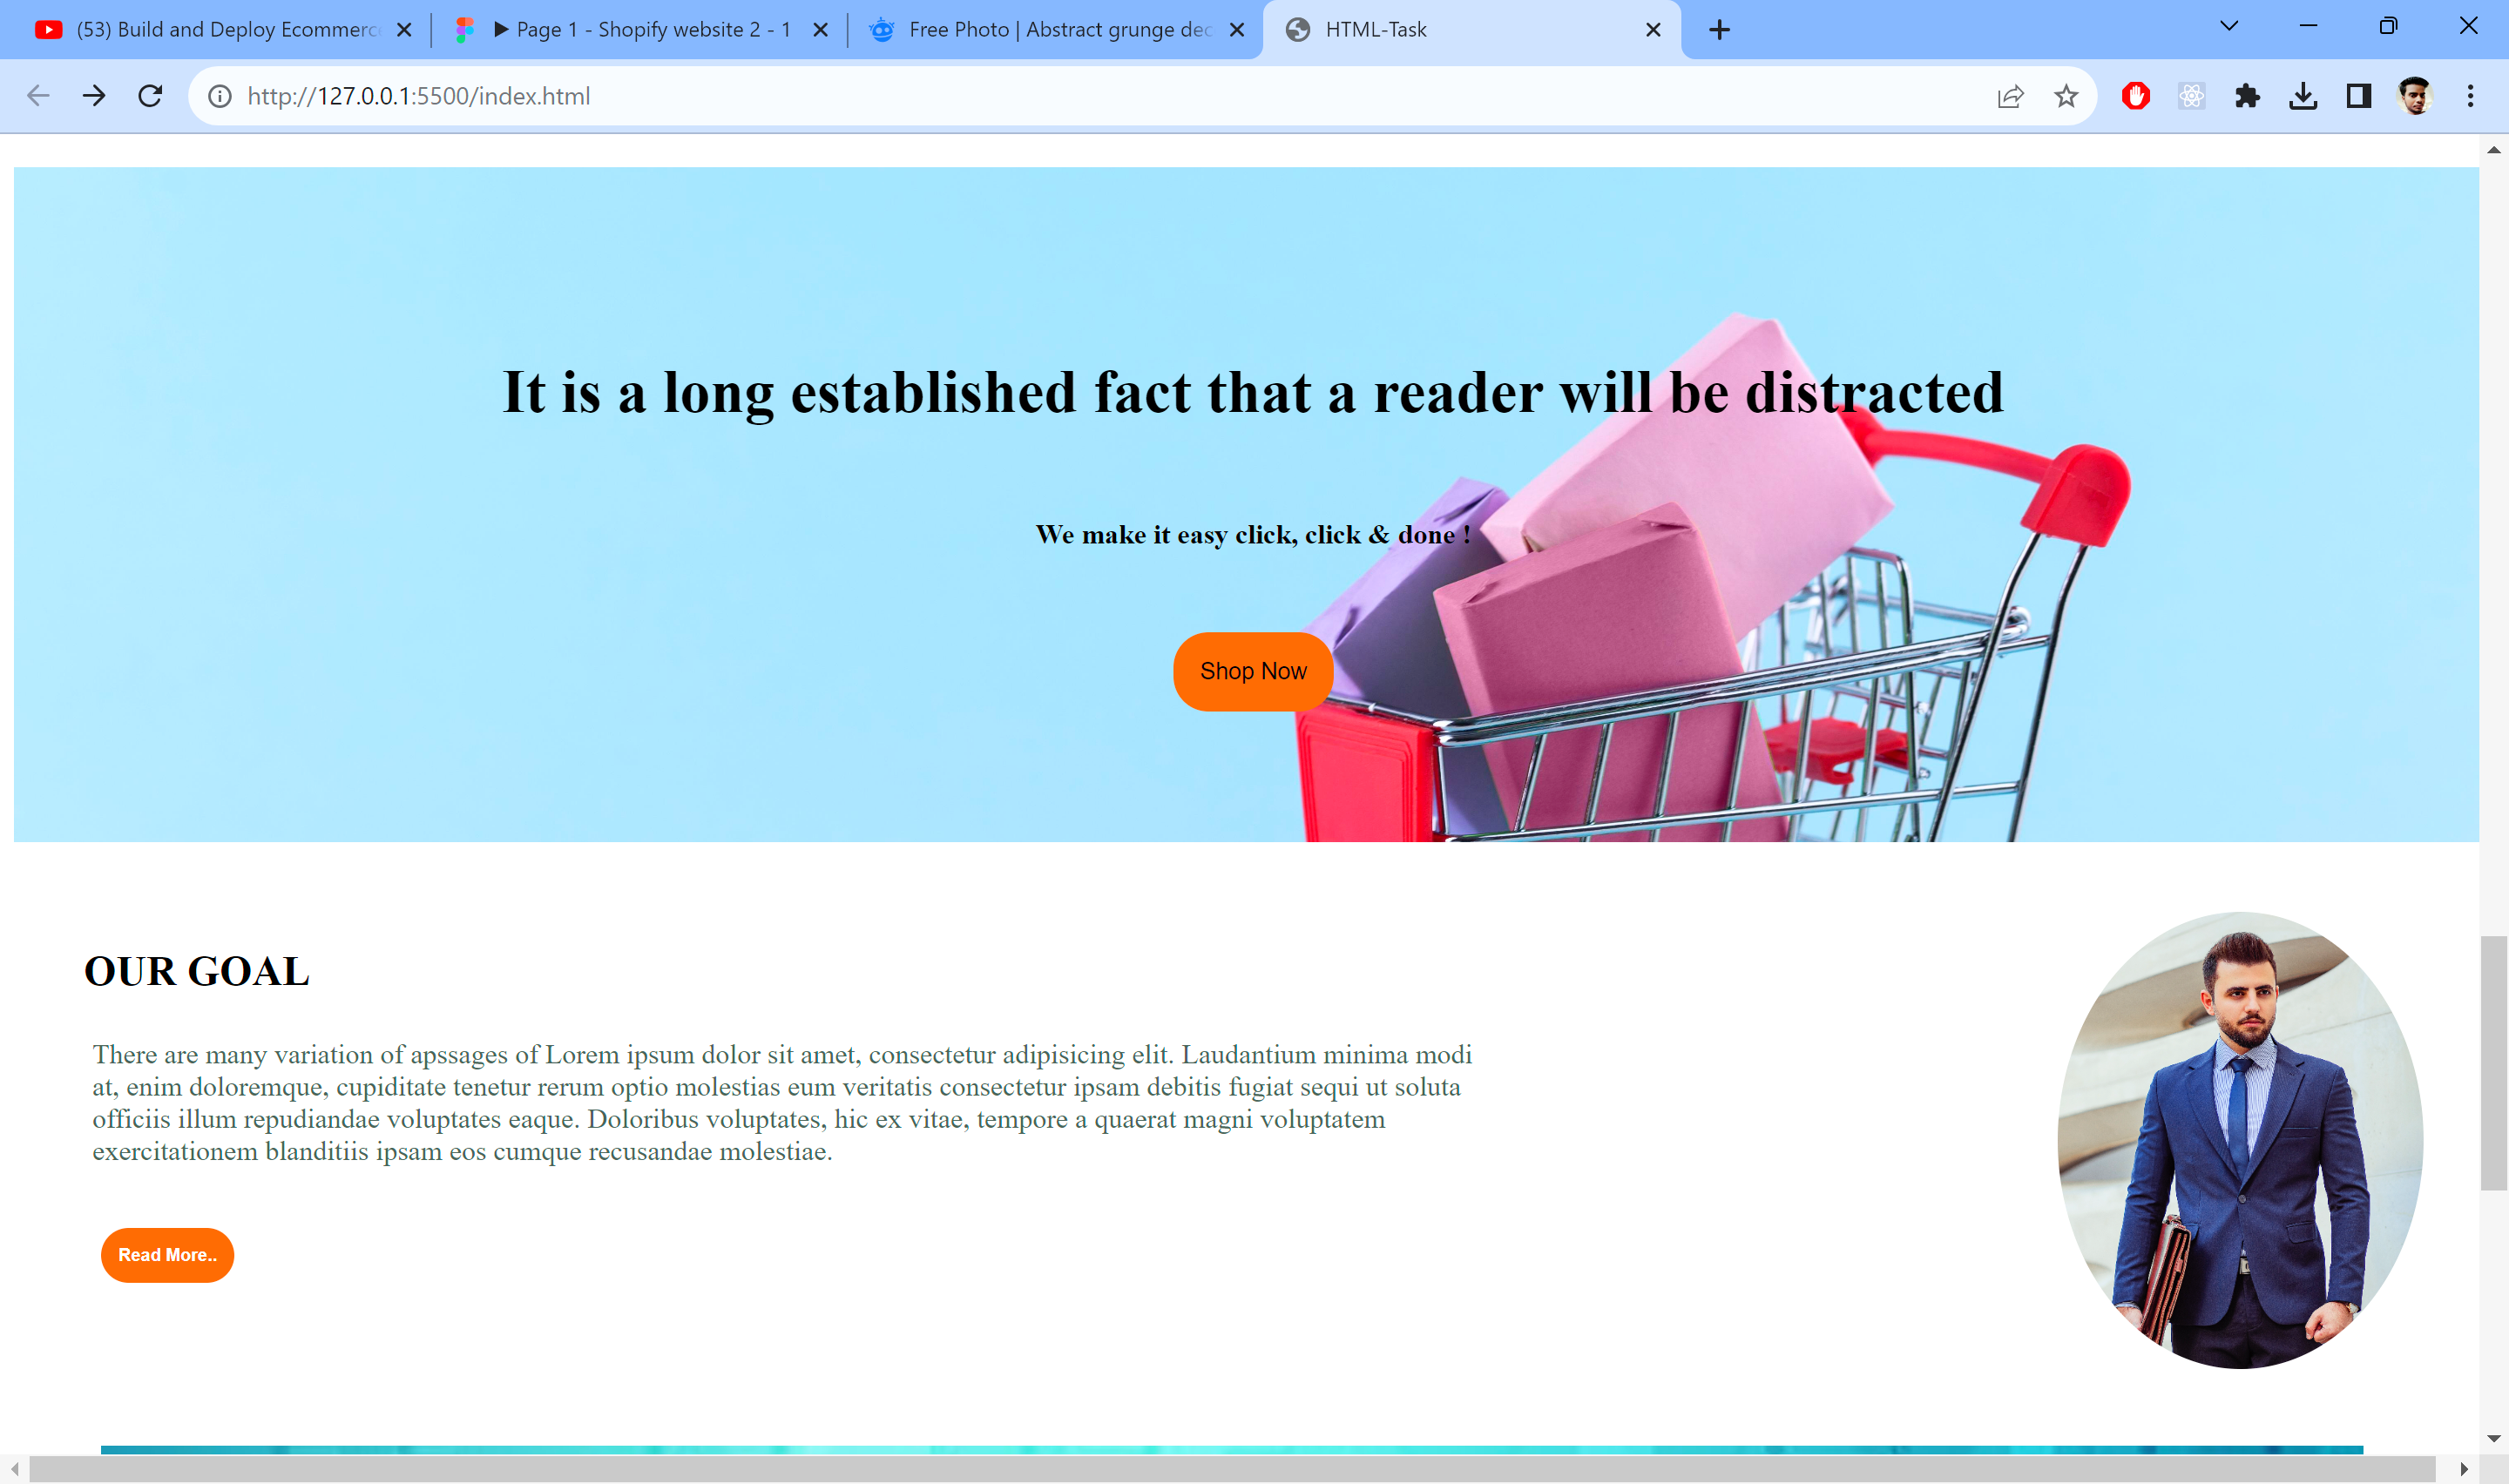 (53) Build and Deploy Ecommerc
Page 1 - Shopify website 2 - 1
Free Photo | Abstract grunge dec
HTML-Task
http://127.0.0.1:5500/index.html
It is a long established fact that a reader will be distracted
We make it easy click, click & done !
Shop Now
OUR GOAL
There are many variation of apssages of Lorem ipsum dolor sit amet, consectetur adipisicing elit. Laudantium minima modi
at, enim doloremque, cupiditate tenetur rerum optio molestias eum veritatis consectetur ipsam debitis fugiat sequi ut soluta
officiis illum repudiandae voluptates eaque. Doloribus voluptates, hic ex vitae, tempore a quaerat magni voluptatem
exercitationem blanditiis ipsam eos cumque recusandae molestiae.
Read More..